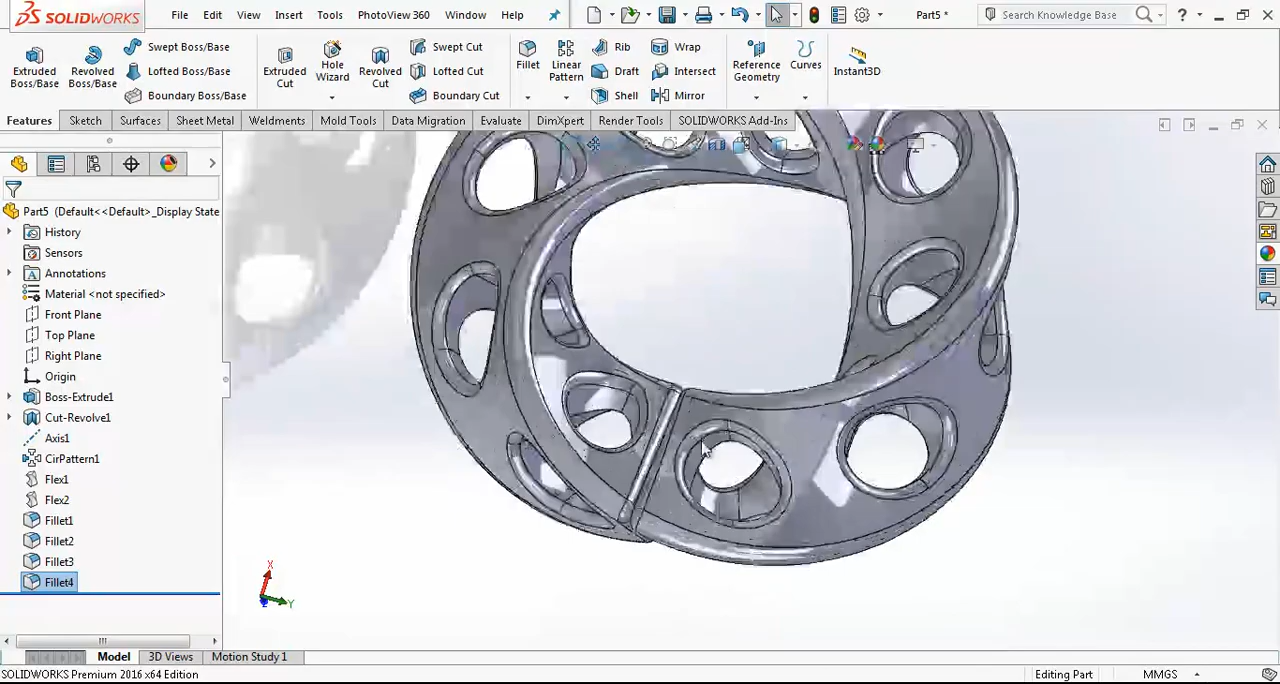 SOLIDWORKS File Edit View Insert Tools PhotoView 360 Window Help Part5 * Search Knowledge Base ?
Extruded Boss/Base Revolved Boss/Base Swept Boss/Base Lofted Boss/Base Boundary Boss/Base Extruded Cut Hole Wizard Revolved Cut Swept Cut Lofted Cut Boundary Cut Fillet Linear Pattern Rib Draft Shell Wrap Intersect Mirror Reference Geometry Curves Instant3D
Features Sketch Surfaces Sheet Metal Weldments Mold Tools Data Migration Evaluate DimXpert Render Tools SOLIDWORKS Add-Ins
Part5 (Default<<Default>_Display State
History
Sensors
Annotations
Material <not specified>
Front Plane
Top Plane
Right Plane
Origin
Boss-Extrude1
Cut-Revolve1
Axis1
CirPattern1
Flex1
Flex2
Fillet1
Fillet2
Fillet3
Fillet4
X
Y
Z
Model 3D Views Motion Study 1
SOLIDWORKS Premium 2016 x64 Edition Editing Part MMGS